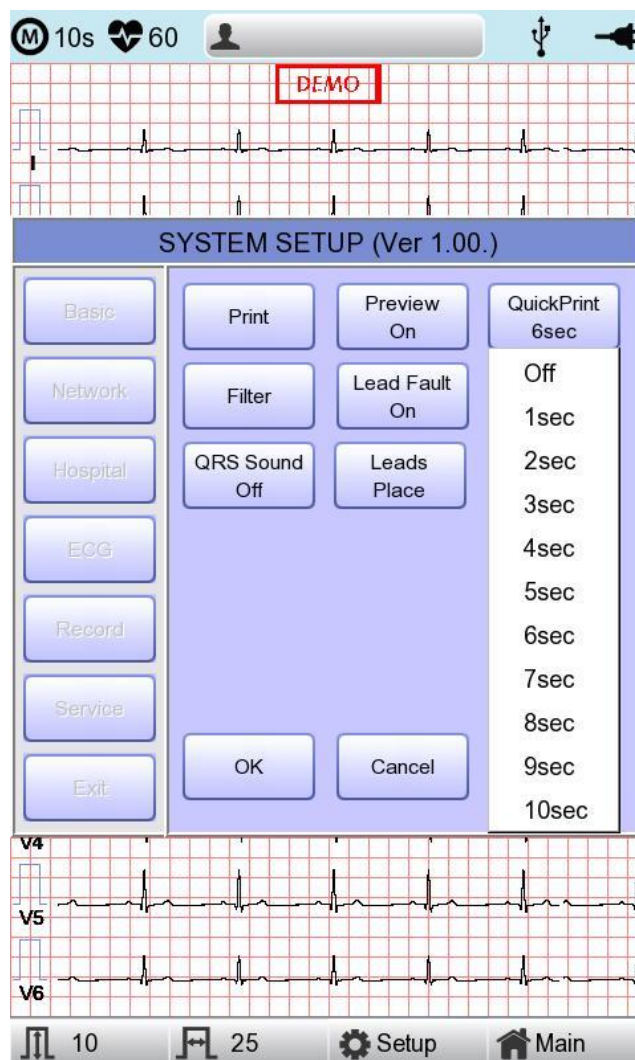 M 10s 60
DEMO
I
SYSTEM SETUP (Ver 1.00.)
Basic
Network
Hospital
ECG
Record
Service
Exit
Print
Preview
On
QuickPrint
6sec
Filter
Lead Fault
On
QRS Sound
Off
Leads
Place
Off
1sec
2sec
3sec
4sec
5sec
6sec
7sec
8sec
9sec
10sec
OK
Cancel
V4
V5
V6
10
25
Setup
Main